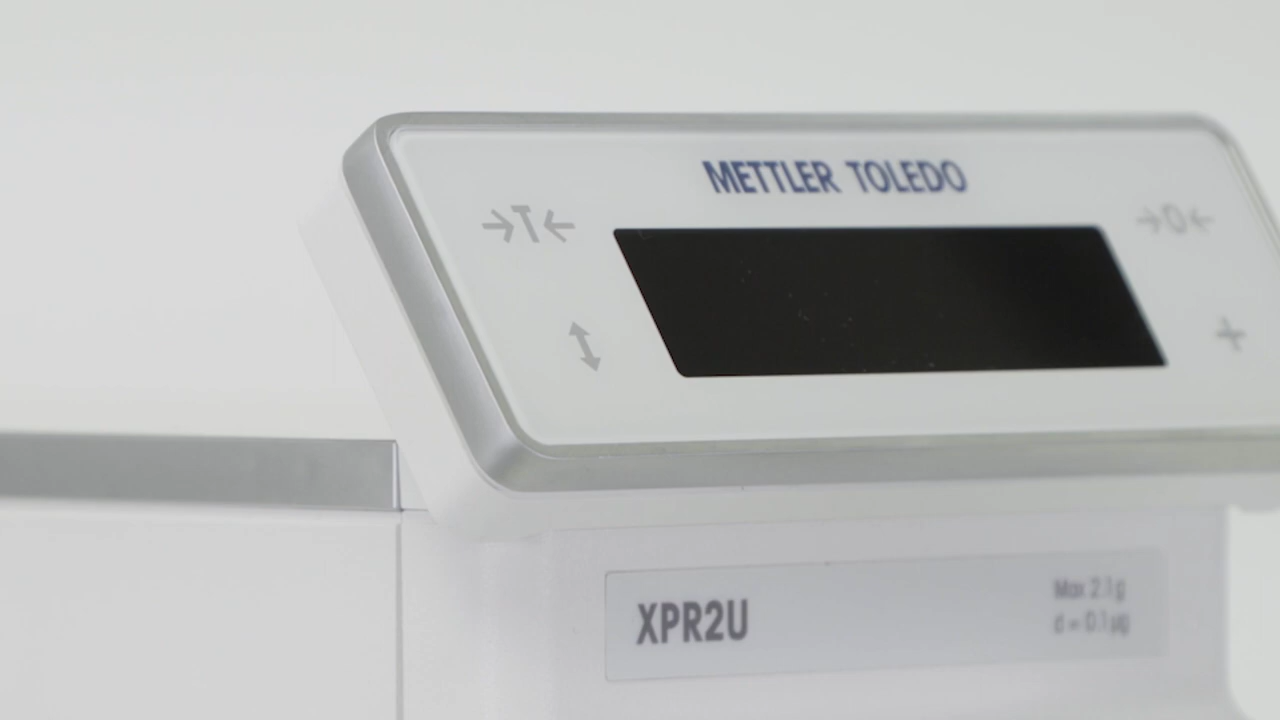 METTLER TOLEDO
→T←
→0←
XPR2U
Max 2.1g
d = 0.1µg